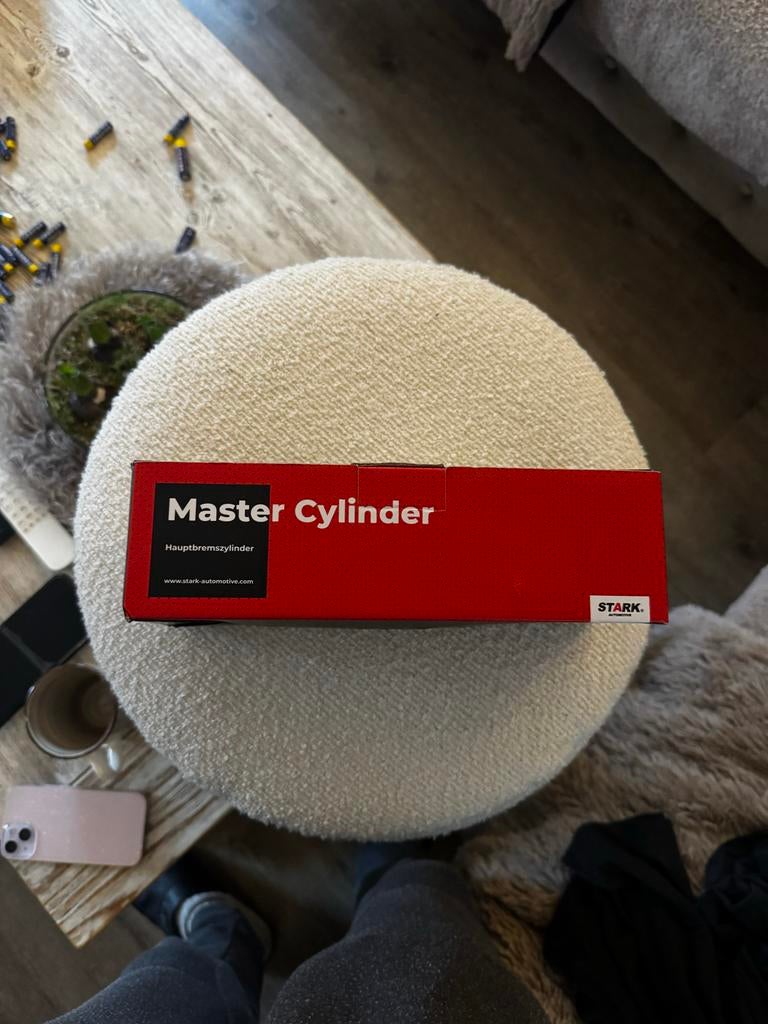 Master Cylinder
Hauptbremszylinder
www.stark-automotive.com
STARK®
AUTOMOTIVE